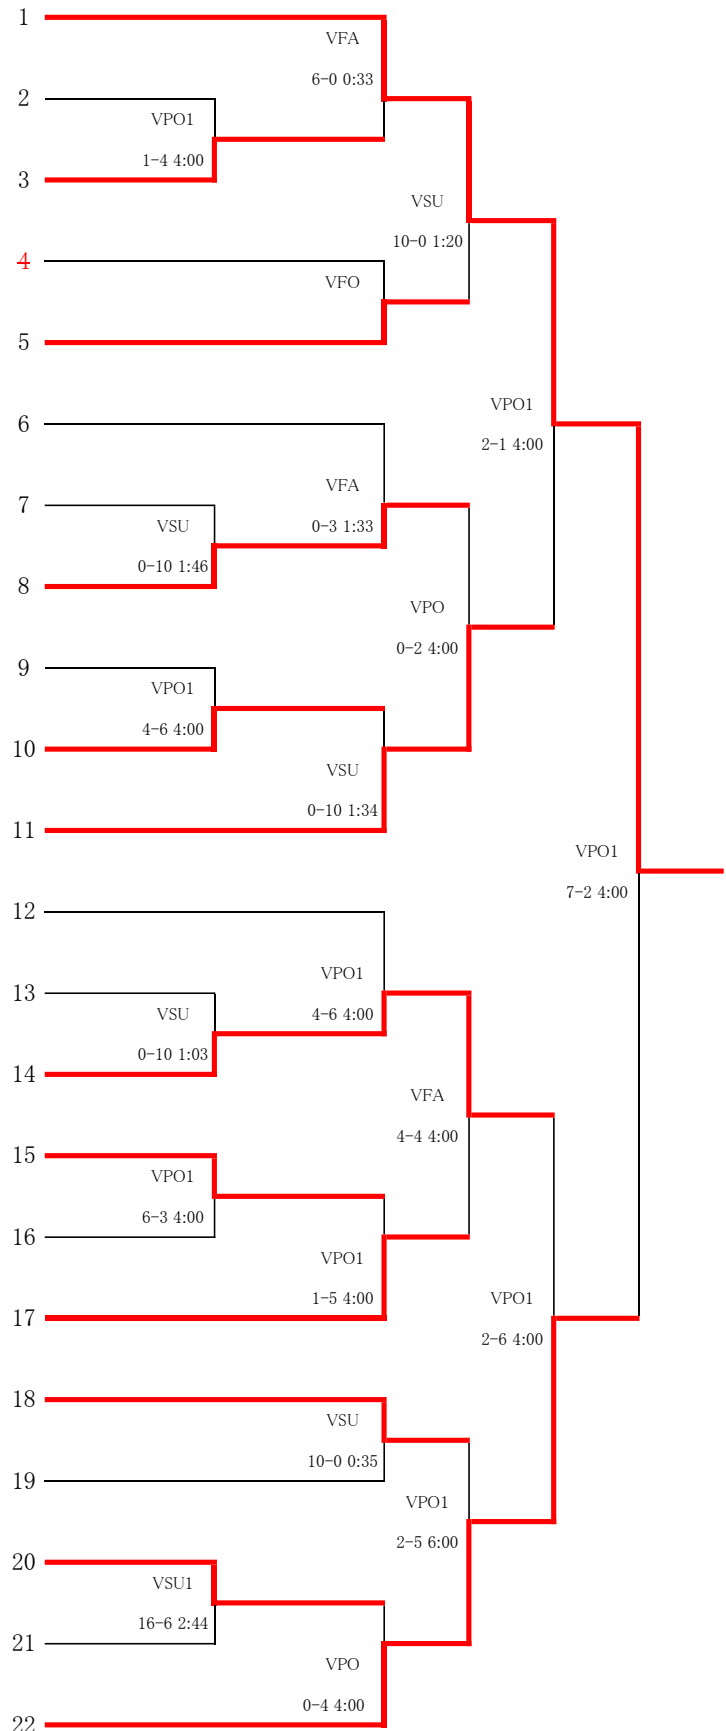 1
VFA
6-0 0:33
2
VPO1
1-4 4:00
3
VSU
10-0 1:20
4
VFO
5
VPO1
2-1 4:00
6
VFA
0-3 1:33
7
VSU
0-10 1:46
8
VPO
0-2 4:00
9
VPO1
4-6 4:00
10
VSU
0-10 1:34
11
VPO1
7-2 4:00
12
VPO1
4-6 4:00
13
VSU
0-10 1:03
14
VFA
4-4 4:00
15
VPO1
6-3 4:00
16
VPO1
1-5 4:00
17
VPO1
2-6 4:00
18
VSU
10-0 0:35
19
VPO1
2-5 6:00
20
VSU1
16-6 2:44
21
VPO
0-4 4:00
22